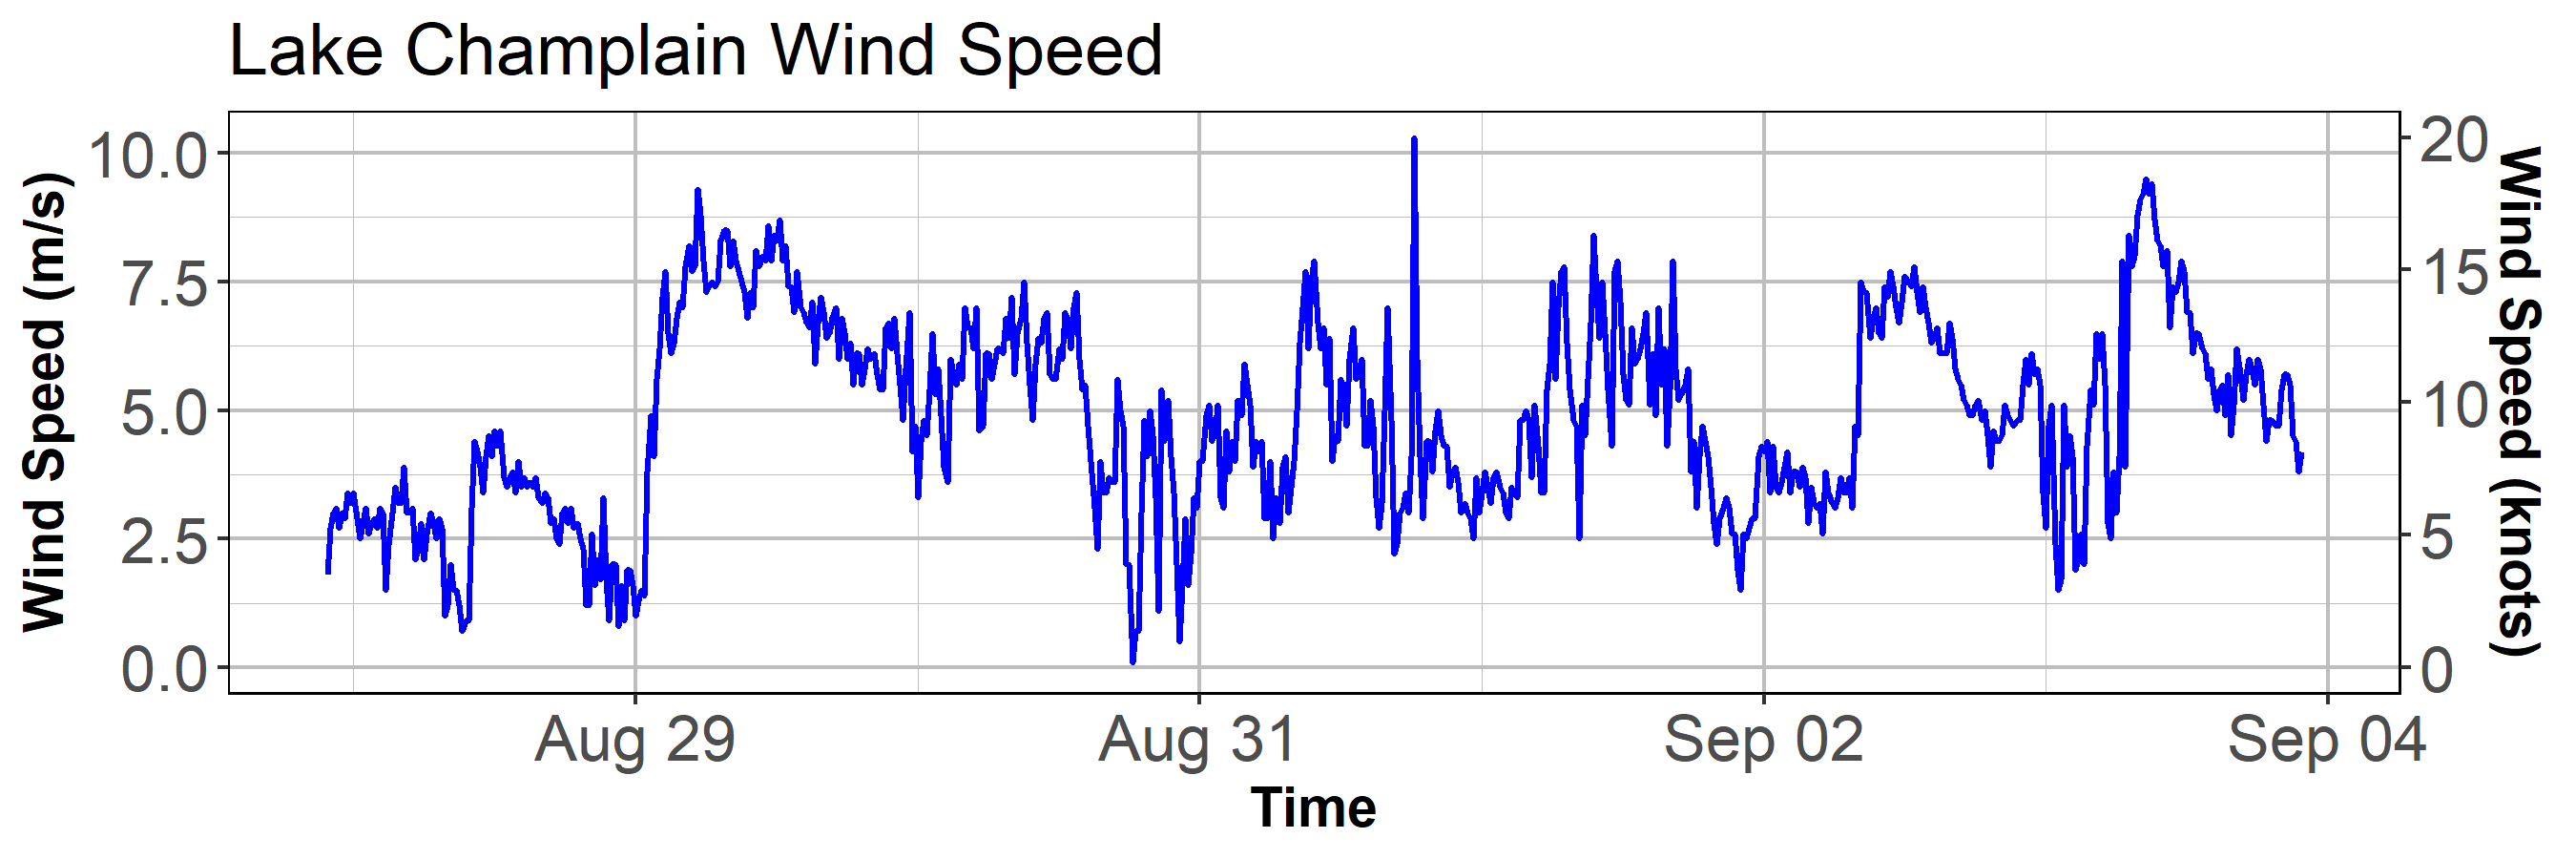 Lake Champlain Wind Speed
Wind Speed (m/s)
10.0
7.5
5.0
2.5
0.0
20
15
10
5
0
Wind Speed (knots)
Aug 29
Aug 31
Sep 02
Sep 04
Time